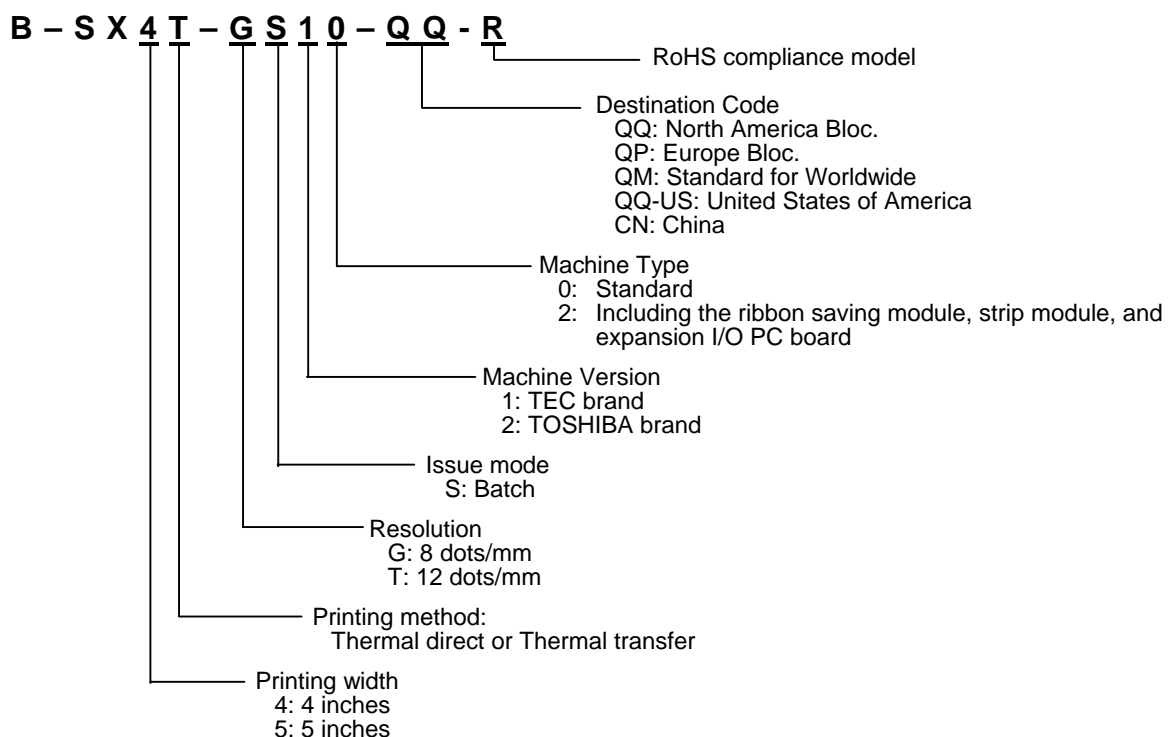 B – S X 4 T – G S 1 0 – Q Q - R
RoHS compliance model
Destination Code
QQ: North America Bloc.
QP: Europe Bloc.
QM: Standard for Worldwide
QQ-US: United States of America
CN: China
Machine Type
0: Standard
2: Including the ribbon saving module, strip module, and
expansion I/O PC board
Machine Version
1: TEC brand
2: TOSHIBA brand
Issue mode
S: Batch
Resolution
G: 8 dots/mm
T: 12 dots/mm
Printing method:
Thermal direct or Thermal transfer
Printing width
4: 4 inches
5: 5 inches